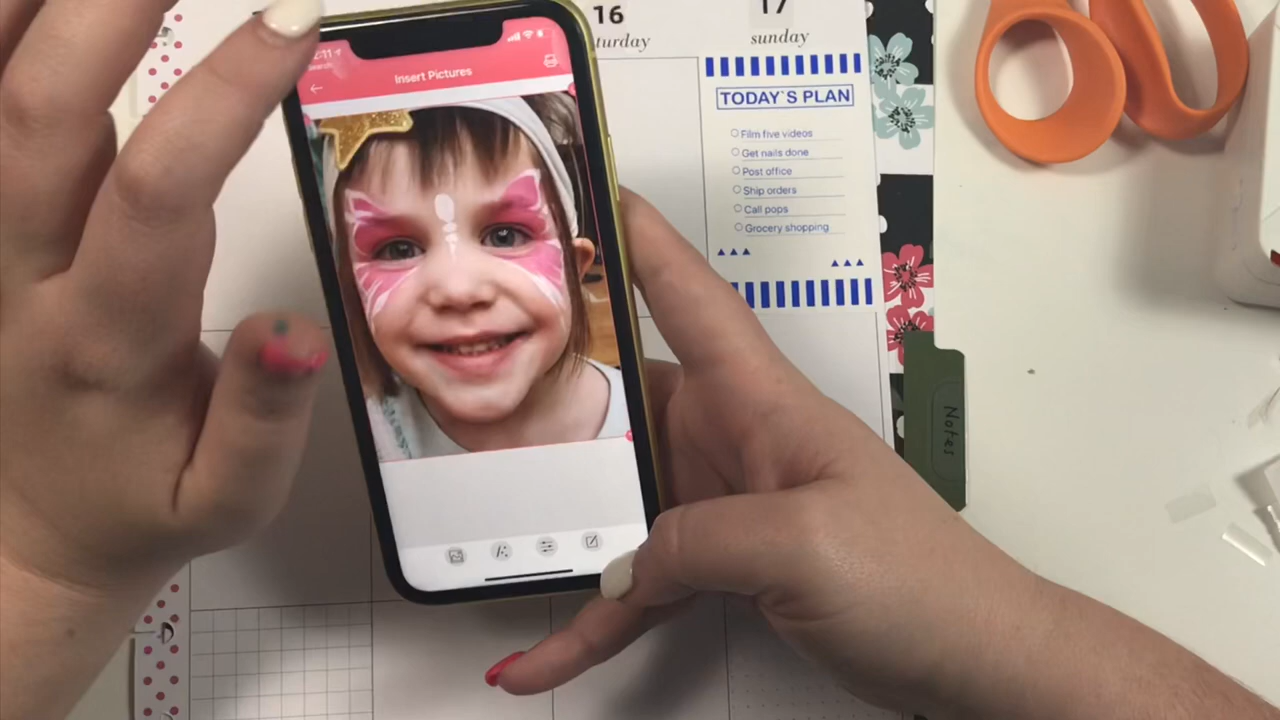 16
17
sunday
Insert Pictures
TODAY`S PLAN
Film five videos
Get nails done
Post office
Ship orders
Call pops
Grocery shopping
Notes